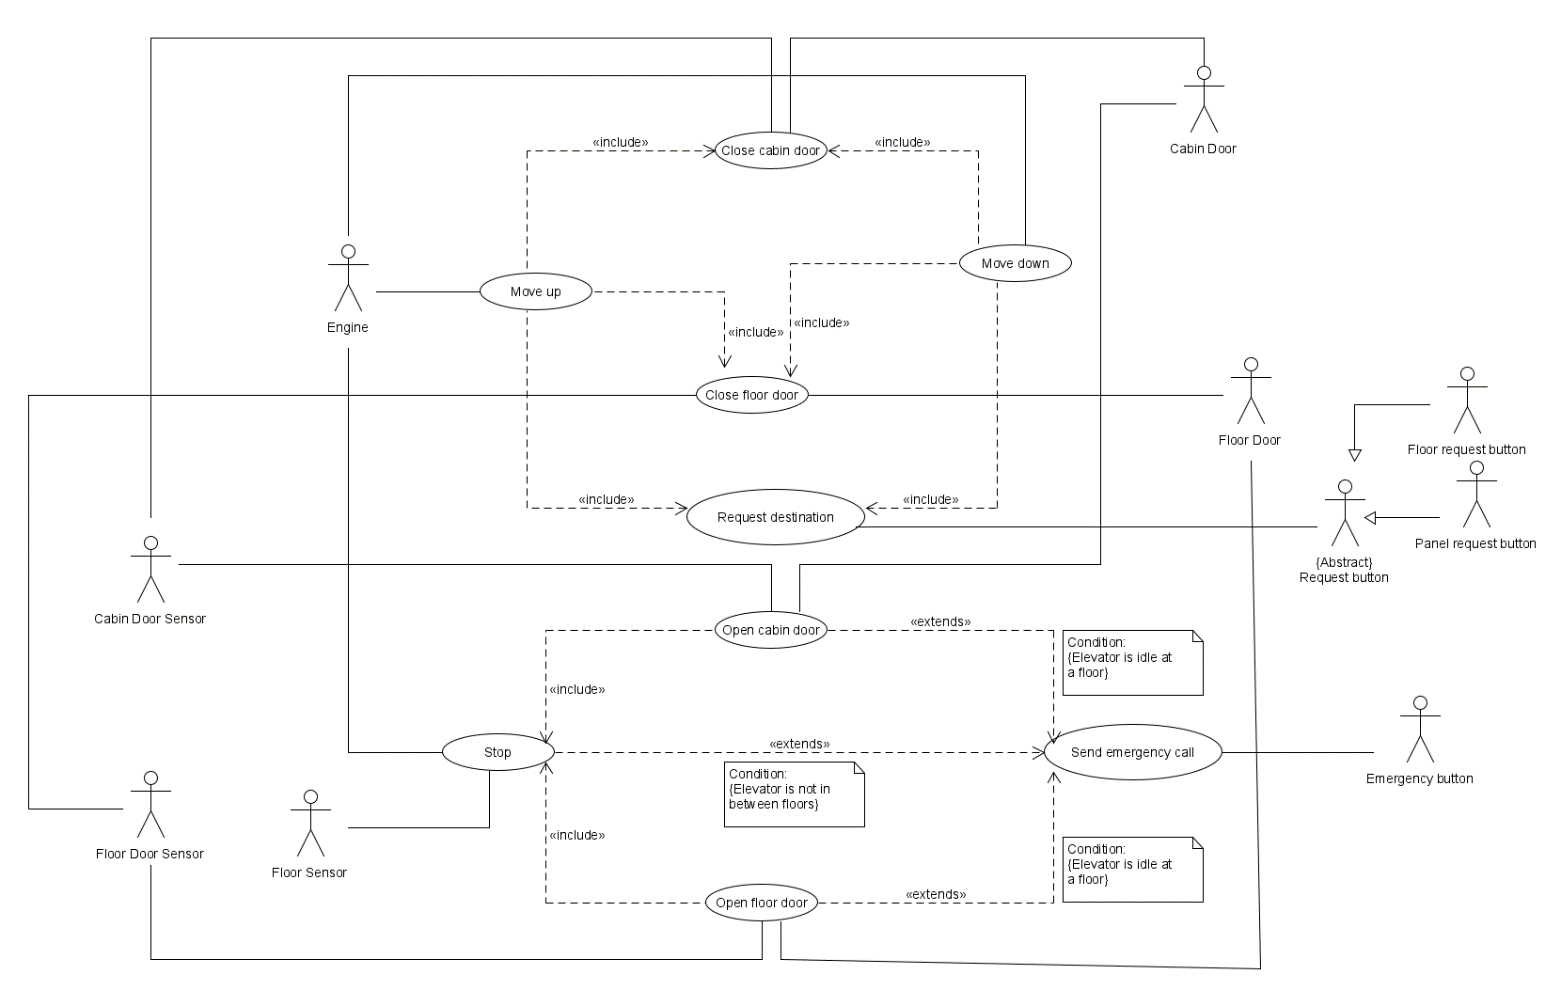 «include»
Close cabin door
«include»
Cabin Door
Move down
Move up
Engine
«include»
«include»
Close floor door
Floor Door
Floor request button
«include»
«include»
Request destination
Panel request button
{Abstract}
Request button
Cabin Door Sensor
Open cabin door
«extends»
Condition:
{Elevator is idle at
a floor}
«include»
Stop
«extends»
Send emergency call
Emergency button
Condition:
{Elevator is not in
between floors}
«include»
Floor Door Sensor
Floor Sensor
Condition:
{Elevator is idle at
a floor}
Open floor door
«extends»